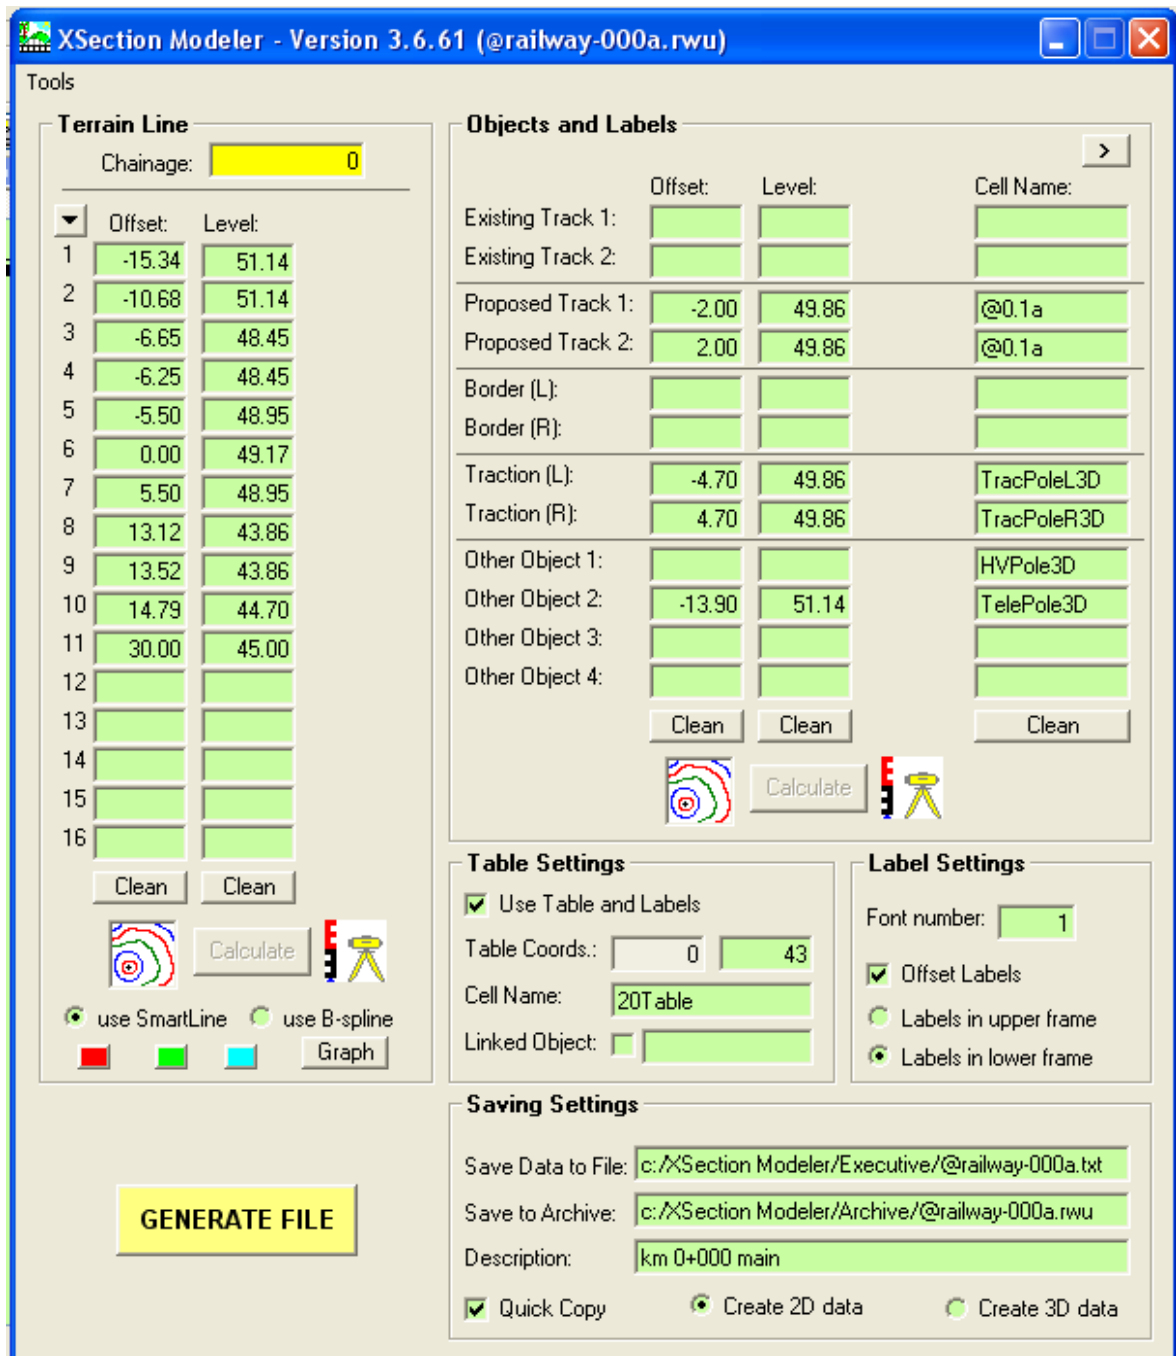 XSection Modeler - Version 3.6.61 (@railway-000a.rwu)
Tools
Terrain Line
Chainage: 0
Offset: Level:
1 -15.34 51.14
2 -10.68 51.14
3 -6.65 48.45
4 -6.25 48.45
5 -5.50 48.95
6 0.00 49.17
7 5.50 48.95
8 13.12 43.86
9 13.52 43.86
10 14.79 44.70
11 30.00 45.00
12
13
14
15
16
Clean Clean
Calculate
use SmartLine use B-spline
Graph
GENERATE FILE
Objects and Labels
>
Offset: Level: Cell Name:
Existing Track 1:
Existing Track 2:
Proposed Track 1: -2.00 49.86 @0.1a
Proposed Track 2: 2.00 49.86 @0.1a
Border (L):
Border (R):
Traction (L): -4.70 49.86 TracPoleL3D
Traction (R): 4.70 49.86 TracPoleR3D
Other Object 1: HVPole3D
Other Object 2: -13.90 51.14 TelePole3D
Other Object 3:
Other Object 4:
Clean Clean Clean
Calculate
Table Settings
Use Table and Labels
Table Coords.: 0 43
Cell Name: 20Table
Linked Object:
Label Settings
Font number: 1
Offset Labels
Labels in upper frame
Labels in lower frame
Saving Settings
Save Data to File: c:/XSection Modeler/Executive/@railway-000a.txt
Save to Archive: c:/XSection Modeler/Archive/@railway-000a.rwu
Description: km 0+000 main
Quick Copy Create 2D data Create 3D data